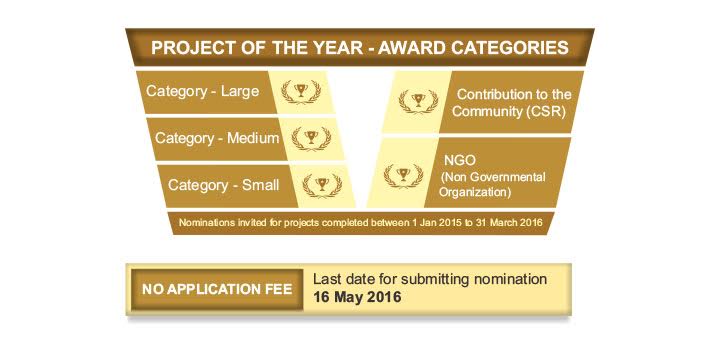 PROJECT OF THE YEAR - AWARD CATEGORIES
Category - Large
Category - Medium
Category - Small
Contribution to the
Community (CSR)
NGO
(Non Governmental
Organization)
Nominations invited for projects completed between 1 Jan 2015 to 31 March 2016
NO APPLICATION FEE
Last date for submitting nomination
16 May 2016